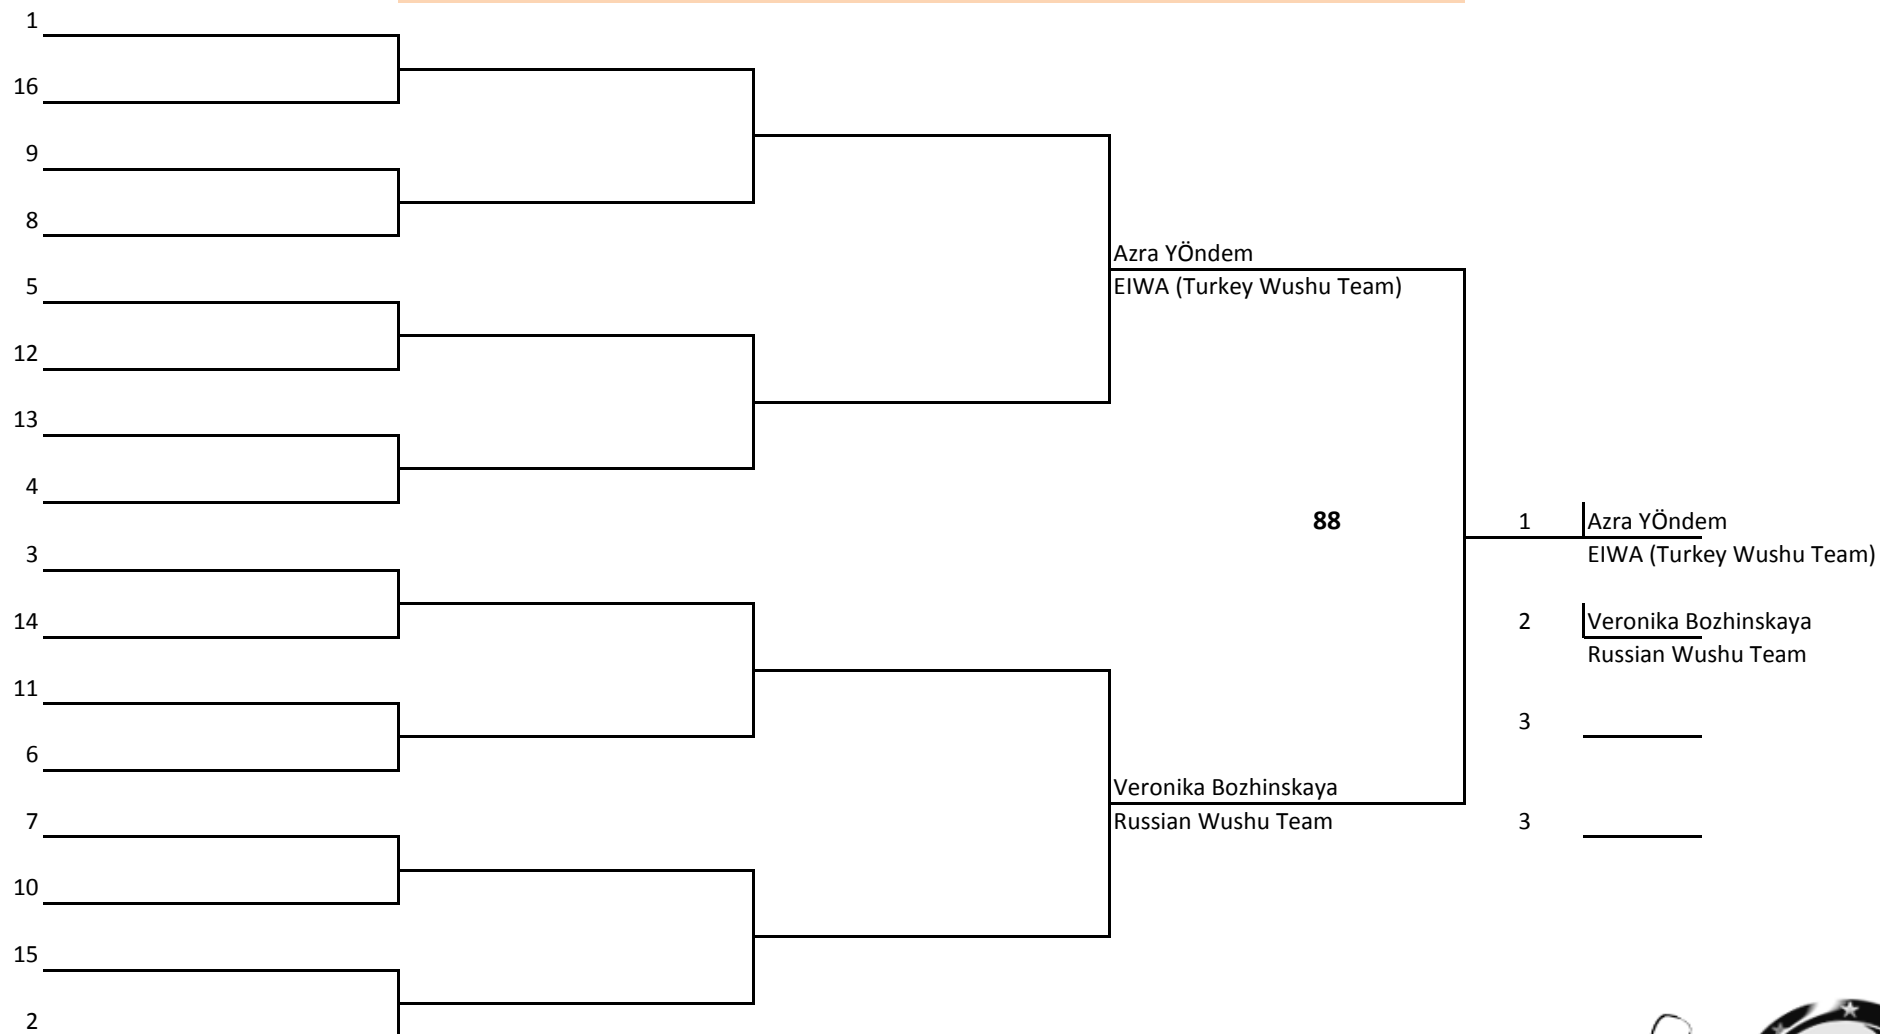 1
16
9
8
Azra YÖndem
5
EIWA (Turkey Wushu Team)
12
13
4
88
1
Azra YÖndem
3
EIWA (Turkey Wushu Team)
14
2
Veronika Bozhinskaya
Russian Wushu Team
11
3
6
Veronika Bozhinskaya
7
Russian Wushu Team
3
10
15
2